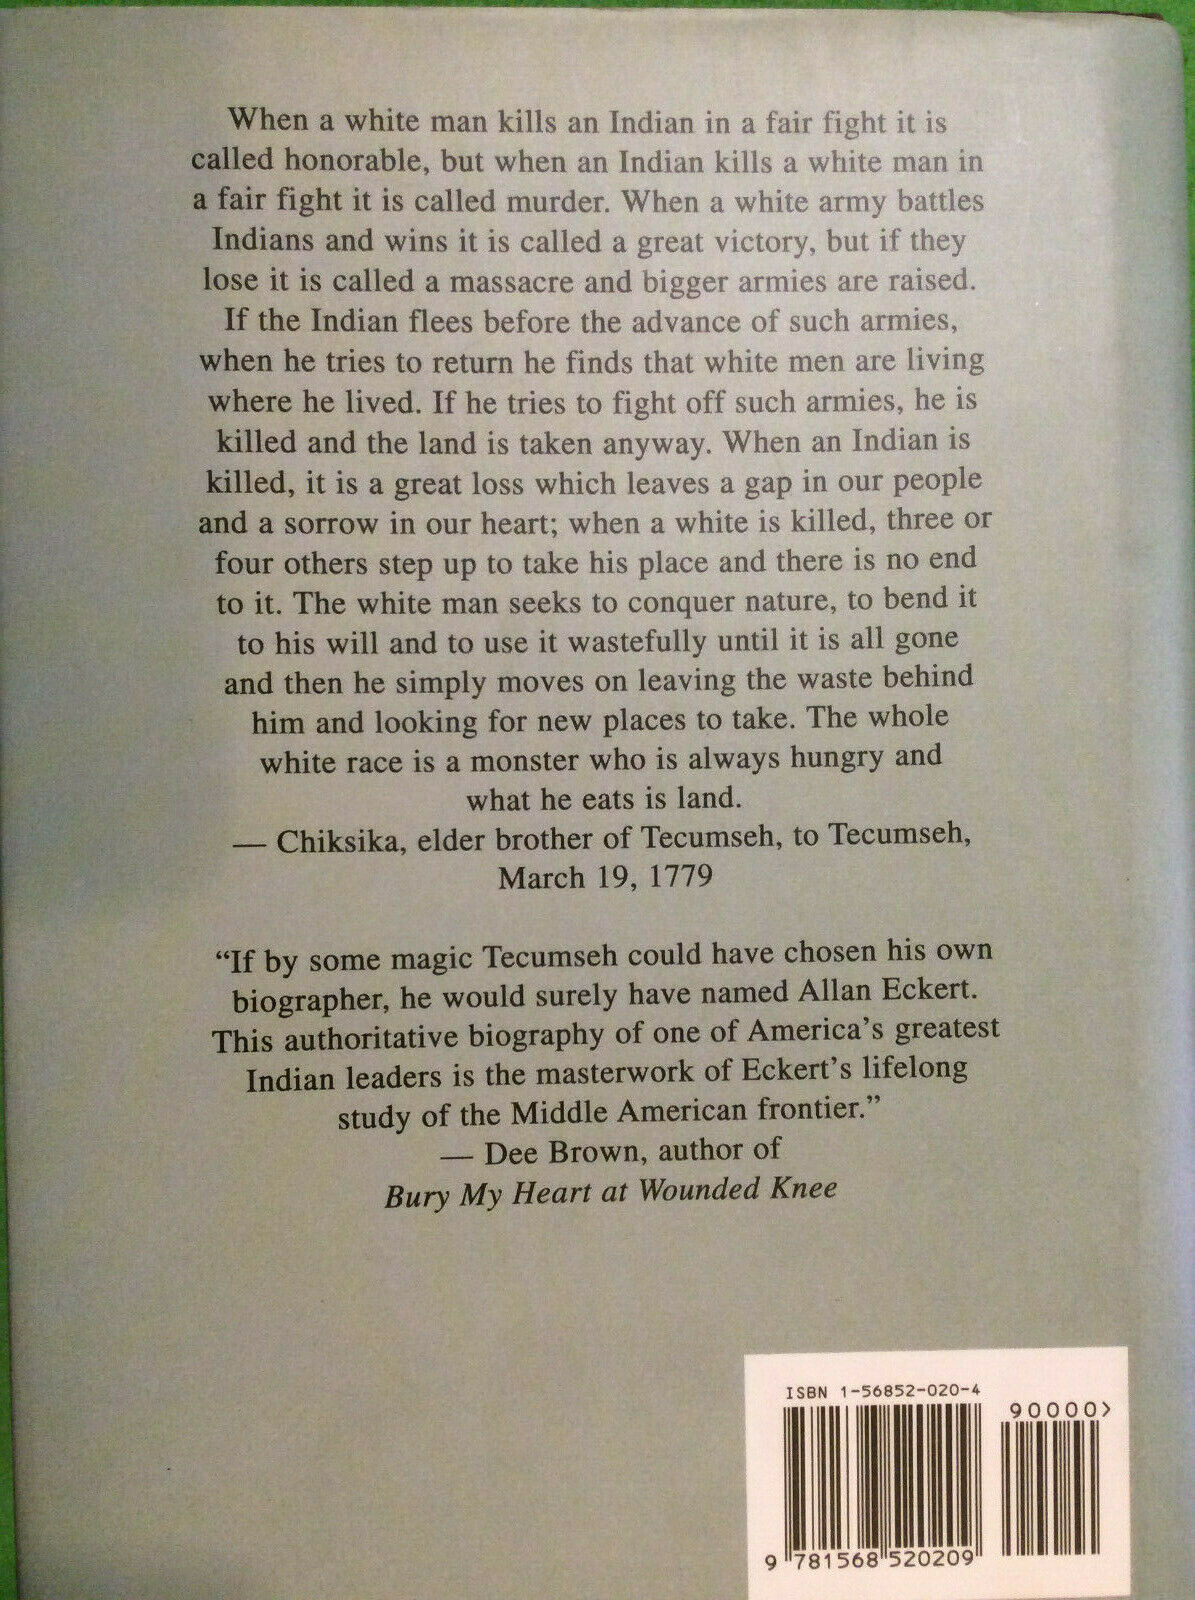 When a white man kills an Indian in a fair fight it is
called honorable, but when an Indian kills a white man in
a fair fight it is called murder. When a white army battles
Indians and wins it is called a great victory, but if they
lose it is called a massacre and bigger armies are raised.
If the Indian flees before the advance of such armies,
when he tries to return he finds that white men are living
where he lived. If he tries to fight off such armies, he is
killed and the land is taken anyway. When an Indian is
killed, it is a great loss which leaves a gap in our people
and a sorrow in our heart; when a white is killed, three or
four others step up to take his place and there is no end
to it. The white man seeks to conquer nature, to bend it
to his will and to use it wastefully until it is all gone
and then he simply moves on leaving the waste behind
him and looking for new places to take. The whole
white race is a monster who is always hungry and
what he eats is land.
— Chiksika, elder brother of Tecumseh, to Tecumseh,
March 19, 1779
“If by some magic Tecumseh could have chosen his own
biographer, he would surely have named Allan Eckert.
This authoritative biography of one of America’s greatest
Indian leaders is the masterwork of Eckert’s lifelong
study of the Middle American frontier.”
— Dee Brown, author of
Bury My Heart at Wounded Knee
ISBN 1-56852-020-4
90000>
9 781568 520209